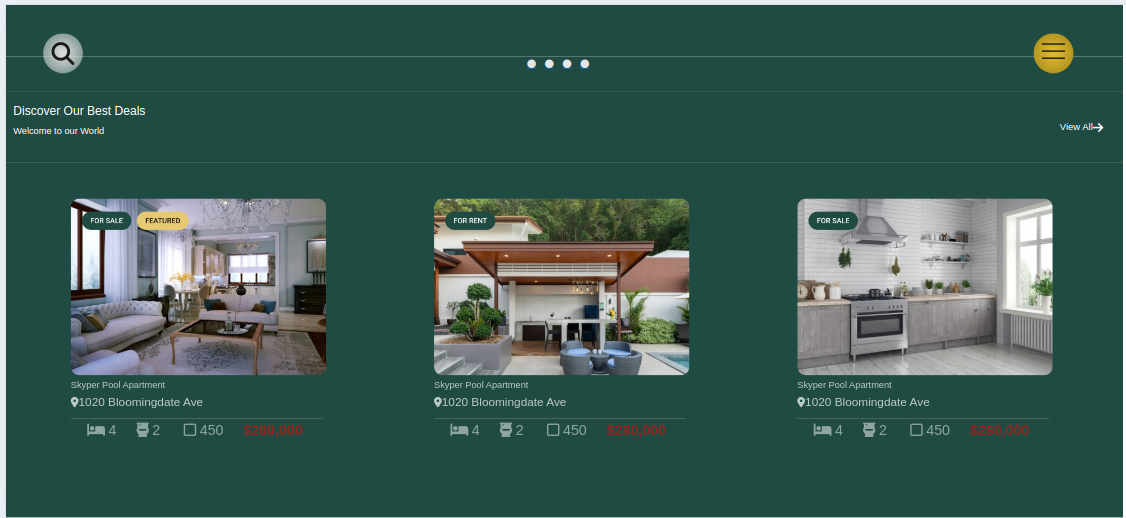 Discover Our Best Deals
Welcome to our World
View All
FOR SALE FEATURED
FOR RENT
FOR SALE
Skyper Pool Apartment
1020 Bloomingdate Ave
4 2 450 $280,000
Skyper Pool Apartment
1020 Bloomingdate Ave
4 2 450 $280,000
Skyper Pool Apartment
1020 Bloomingdate Ave
4 2 450 $280,000